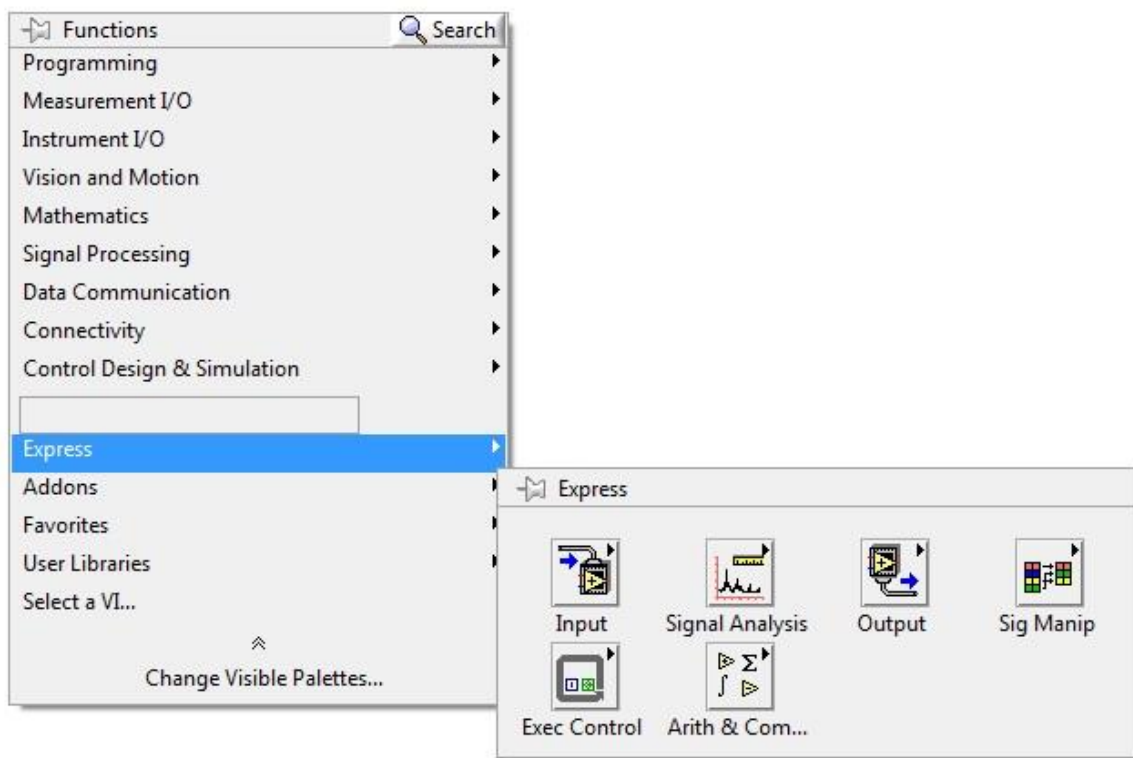 Functions Search
Programming
Measurement I/O
Instrument I/O
Vision and Motion
Mathematics
Signal Processing
Data Communication
Connectivity
Control Design & Simulation
Express
Addons
Favorites
User Libraries
Select a VI...
Change Visible Palettes...
Express
Input Signal Analysis Output Sig Manip
Exec Control Arith & Com...